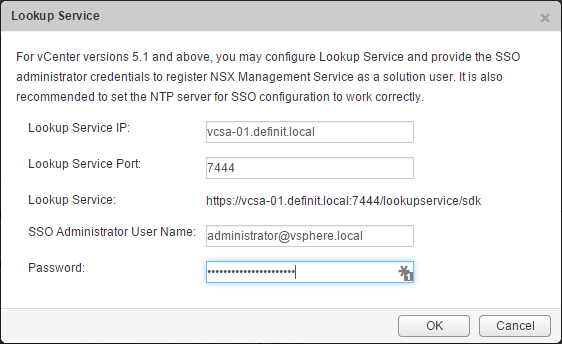 Lookup Service
For vCenter versions 5.1 and above, you may configure Lookup Service and provide the SSO
administrator credentials to register NSX Management Service as a solution user. It is also
recommended to set the NTP server for SSO configuration to work correctly.
Lookup Service IP: vcsa-01.definit.local
Lookup Service Port: 7444
Lookup Service: https://vcsa-01.definit.local:7444/lookupservice/sdk
SSO Administrator User Name: administrator@vsphere.local
Password: ••••••••••••••••••••••
OK Cancel